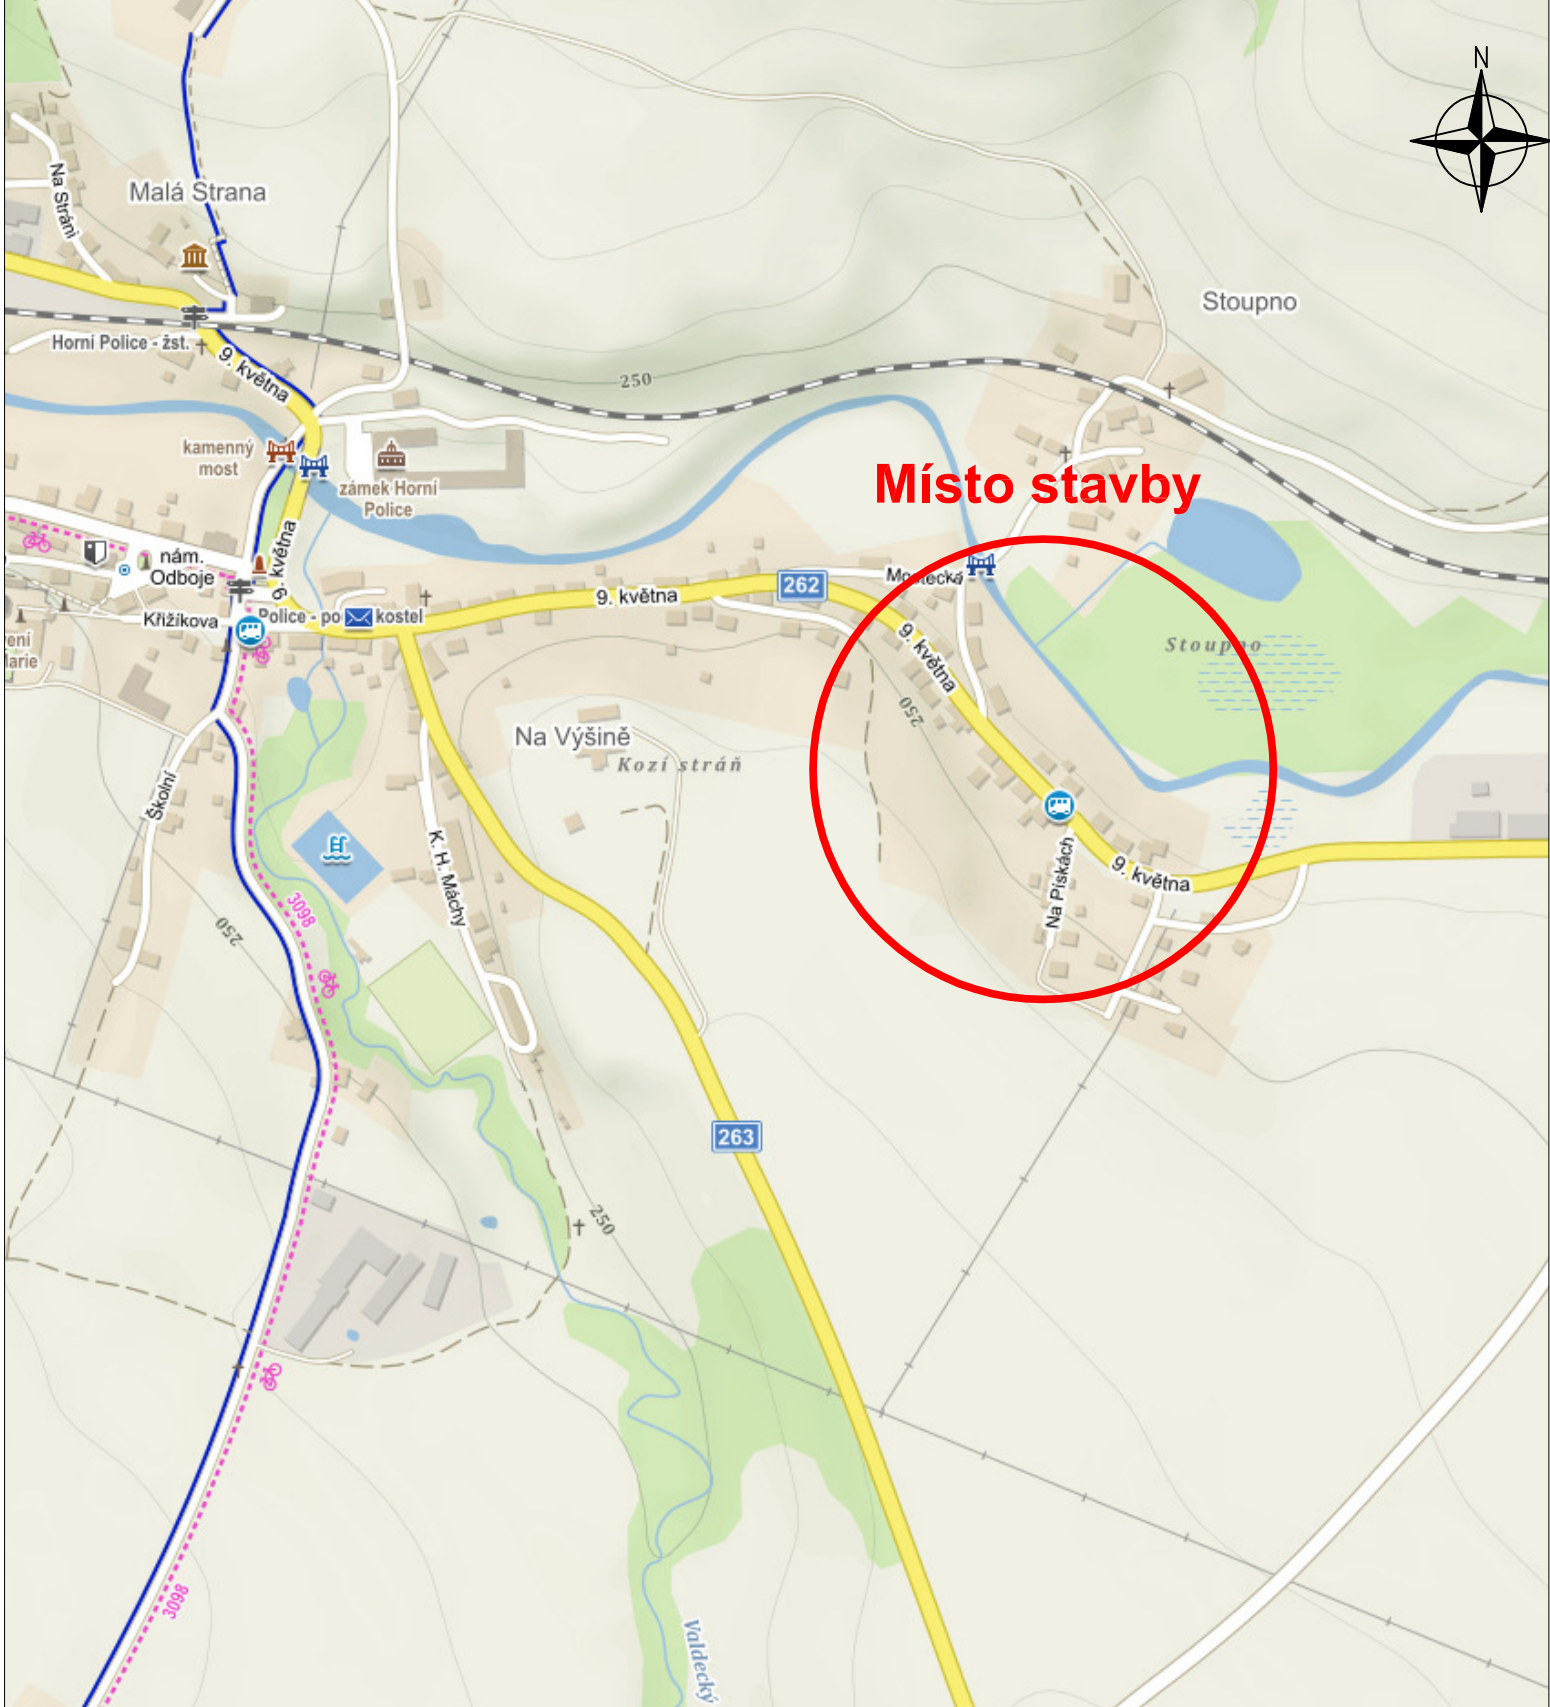 N
Na Stráni
Malá Strana
Stoupno
Horní Police - žst.
9. května
250
kamenný
most
zámek Horní
Police
Místo stavby
9. května
nám.
Odboje
262
Mostecká
9. května
Křižíkova
Police - po
kostel
9. května
Stoupno
250
Na Výšině
Kozí stráň
Školní
K. H. Máchy
Na Pískách
9. května
3098
250
263
250
3098
Valdecký